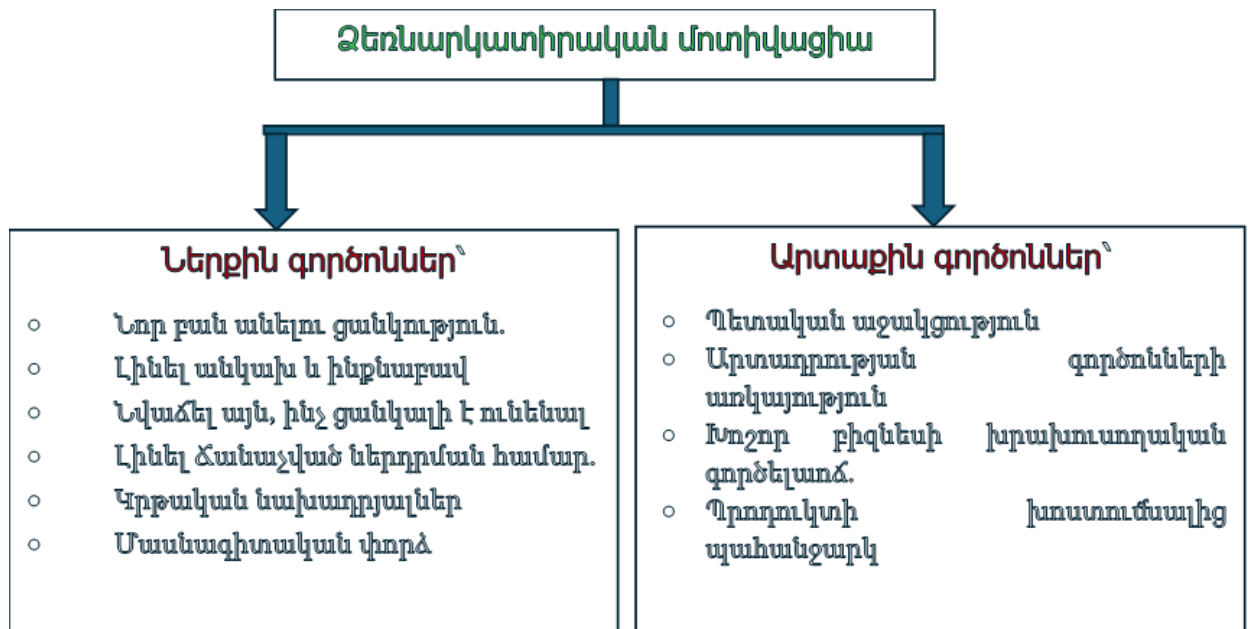 Ձեռնարկատիրական մոտիվացիա
Ներքին գործոններ՝
○ Նոր բան անելու ցանկություն.
○ Լինել անկախ և ինքնաբավ
○ Նվաճել այն, ինչ ցանկալի է ունենալ
○ Լինել ճանաչված ներդրման համար.
○ Կրթական նախադրյալներ
○ Մասնագիտական փորձ
Արտաքին գործոններ՝
○ Պետական աջակցություն
○ Արտադրության գործոնների
առկայություն
○ Խոշոր բիզնեսի խրախուսողական
գործելաոճ.
○ Պրոդուկտի խոստումնալից
պահանջարկ